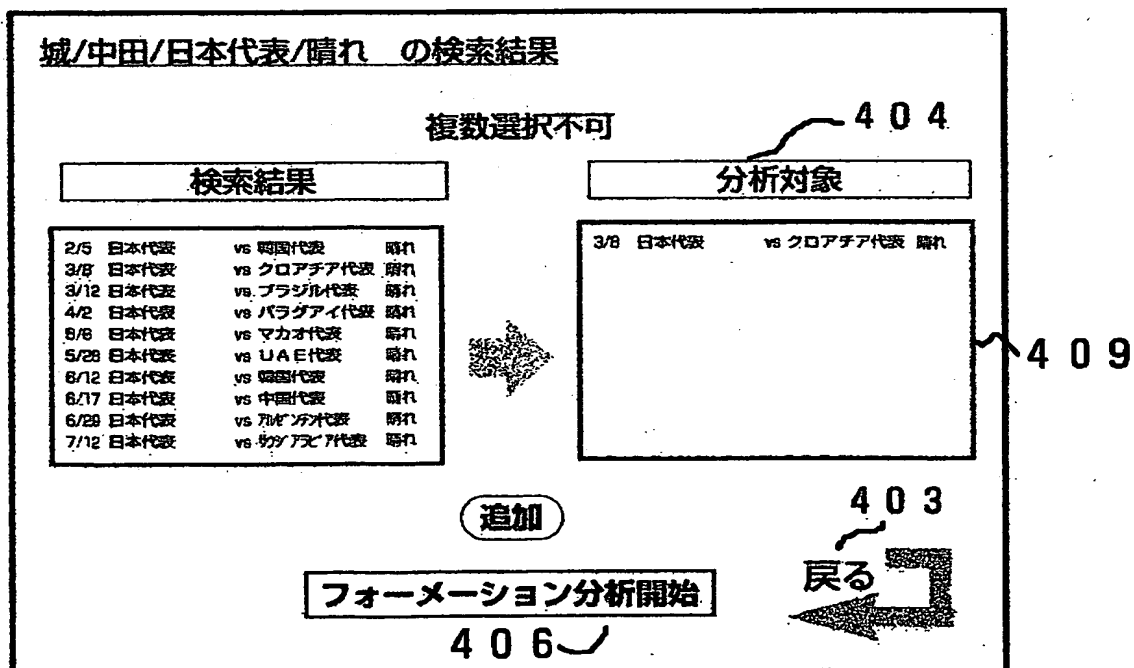 城/中田/日本代表/晴れ の検索結果
複数選択不可
404
検索結果
分析対象
2/5 日本代表 vs 韓国代表 晴れ
3/8 日本代表 vs クロアチア代表 晴れ
3/12 日本代表 vs ブラジル代表 晴れ
4/2 日本代表 vs パラグアイ代表 晴れ
日本代表 vs マカオ代表 晴れ
5/28 日本代表 vs UAE代表 晴れ
6/12 日本代表 vs 韓国代表 晴れ
6/17 日本代表 vs 中国代表 晴れ
6/29 日本代表 vs アルゼンチン代表 晴れ
7/12 日本代表 vs サウジアラビア代表 晴れ
3/8 日本代表 vs クロアチア代表 晴れ
409
追加
403
戻る
フォーメーション分析開始
406